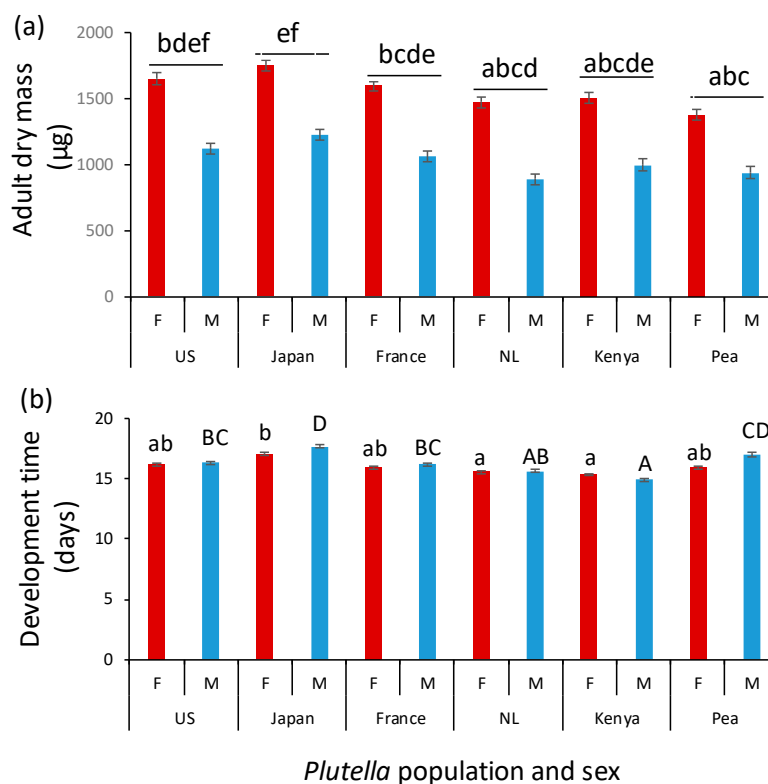 (a)
Adult dry mass
(µg)
2000
1500
1000
500
0
bdef
ef
bcde
abcd
abcde
abc
F M F M F M F M F M F M
US Japan France NL Kenya Pea
(b)
Development time
(days)
20
15
10
5
0
ab BC b D ab BC a AB a A ab CD
F M F M F M F M F M F M
US Japan France NL Kenya Pea
Plutella population and sex